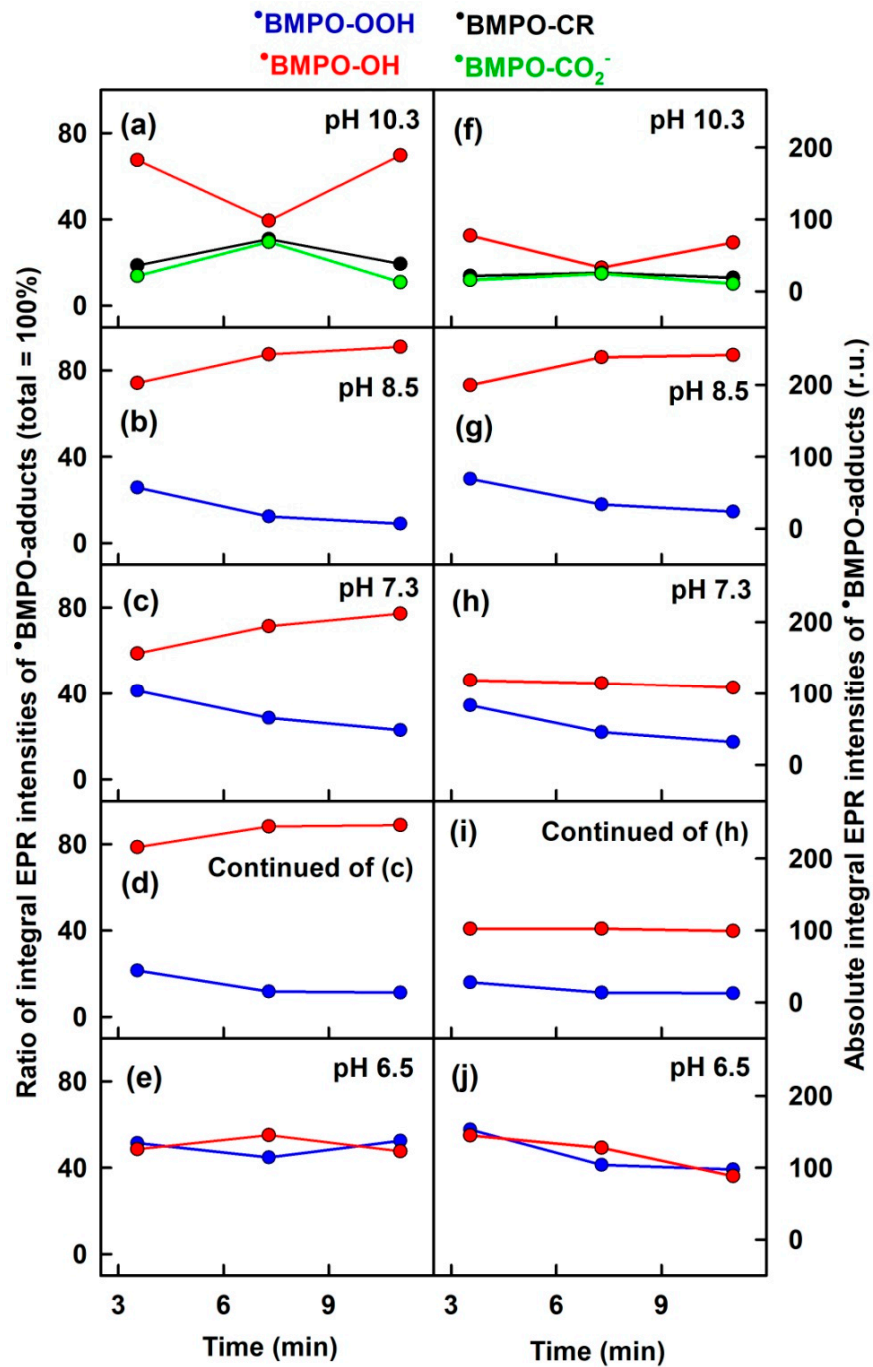 •BMPO-OOH •BMPO-CR
•BMPO-OH •BMPO-CO₂⁻
Ratio of integral EPR intensities of •BMPO-adducts (total = 100%)
80
(a) pH 10.3
(f) pH 10.3
200
40
100
0
0
80
(b) pH 8.5
(g) pH 8.5
200
40
100
0
0
80
(c) pH 7.3
(h) pH 7.3
200
40
100
0
0
80
(d) Continued of (c)
(i) Continued of (h)
200
40
100
0
0
80
(e) pH 6.5
(j) pH 6.5
200
40
100
0
0
Absolute integral EPR intensities of •BMPO-adducts (r.u.)
3 6 9 3 6 9
Time (min) Time (min)